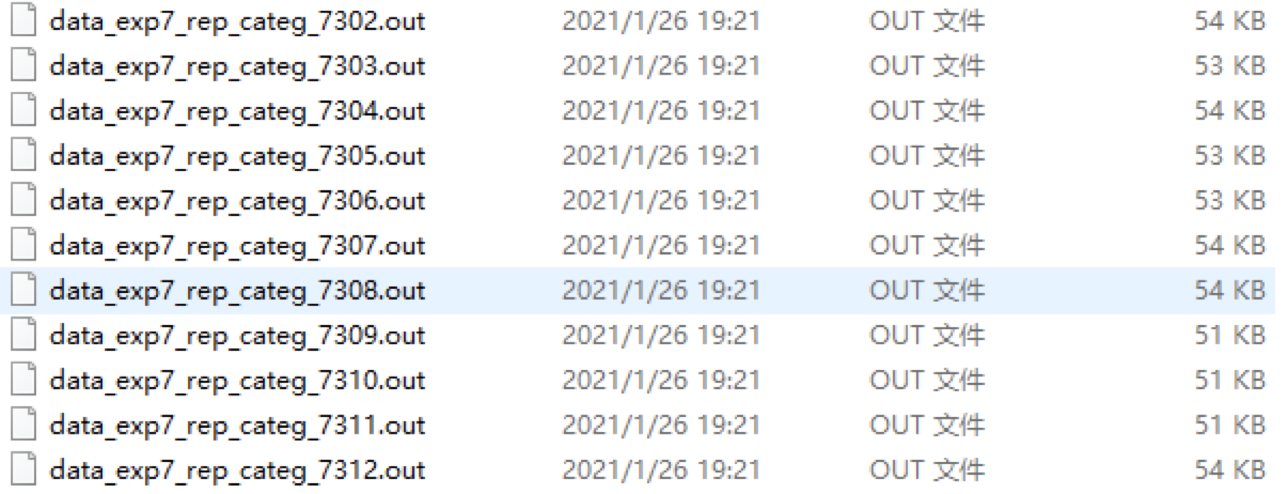 data_exp7_rep_categ_7302.out 2021/1/26 19:21 OUT 文件 54 KB
data_exp7_rep_categ_7303.out 2021/1/26 19:21 OUT 文件 53 KB
data_exp7_rep_categ_7304.out 2021/1/26 19:21 OUT 文件 54 KB
data_exp7_rep_categ_7305.out 2021/1/26 19:21 OUT 文件 53 KB
data_exp7_rep_categ_7306.out 2021/1/26 19:21 OUT 文件 53 KB
data_exp7_rep_categ_7307.out 2021/1/26 19:21 OUT 文件 54 KB
data_exp7_rep_categ_7308.out 2021/1/26 19:21 OUT 文件 54 KB
data_exp7_rep_categ_7309.out 2021/1/26 19:21 OUT 文件 51 KB
data_exp7_rep_categ_7310.out 2021/1/26 19:21 OUT 文件 51 KB
data_exp7_rep_categ_7311.out 2021/1/26 19:21 OUT 文件 51 KB
data_exp7_rep_categ_7312.out 2021/1/26 19:21 OUT 文件 54 KB